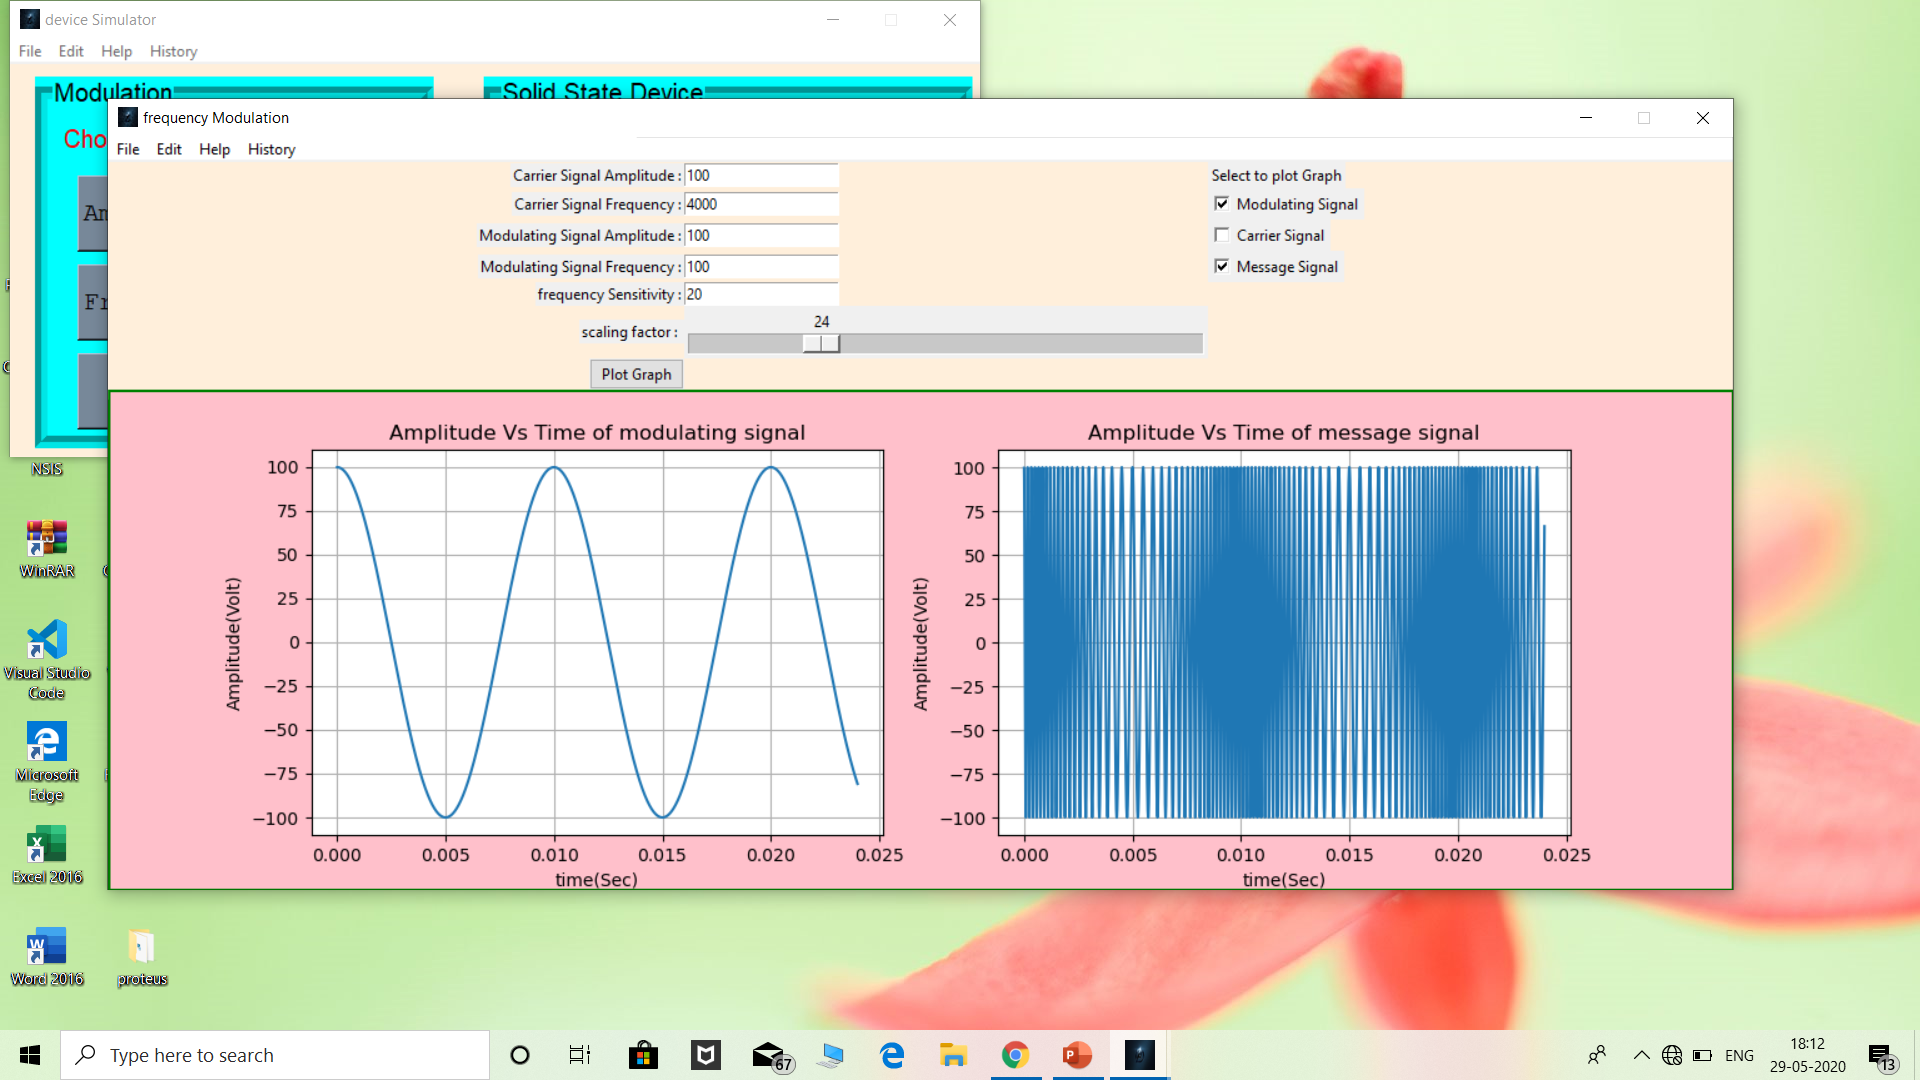 device Simulator
File Edit Help History
Modulation
Solid State Device
Cho
Am
Fr
frequency Modulation
File Edit Help History
Carrier Signal Amplitude : 100
Carrier Signal Frequency : 4000
Modulating Signal Amplitude : 100
Modulating Signal Frequency : 100
frequency Sensitivity : 20
scaling factor : 24
Plot Graph
Select to plot Graph
Modulating Signal
Carrier Signal
Message Signal
Amplitude Vs Time of modulating signal
100
75
50
25
0
−25
−50
−75
−100
Amplitude(Volt)
0.000 0.005 0.010 0.015 0.020 0.025
time(Sec)
Amplitude Vs Time of message signal
100
75
50
25
0
−25
−50
−75
−100
Amplitude(Volt)
0.000 0.005 0.010 0.015 0.020 0.025
time(Sec)
NSIS
WinRAR
Visual Studio
Code
Microsoft
Edge
Excel 2016
Word 2016
proteus
Type here to search
67
ENG
18:12
29-05-2020
13